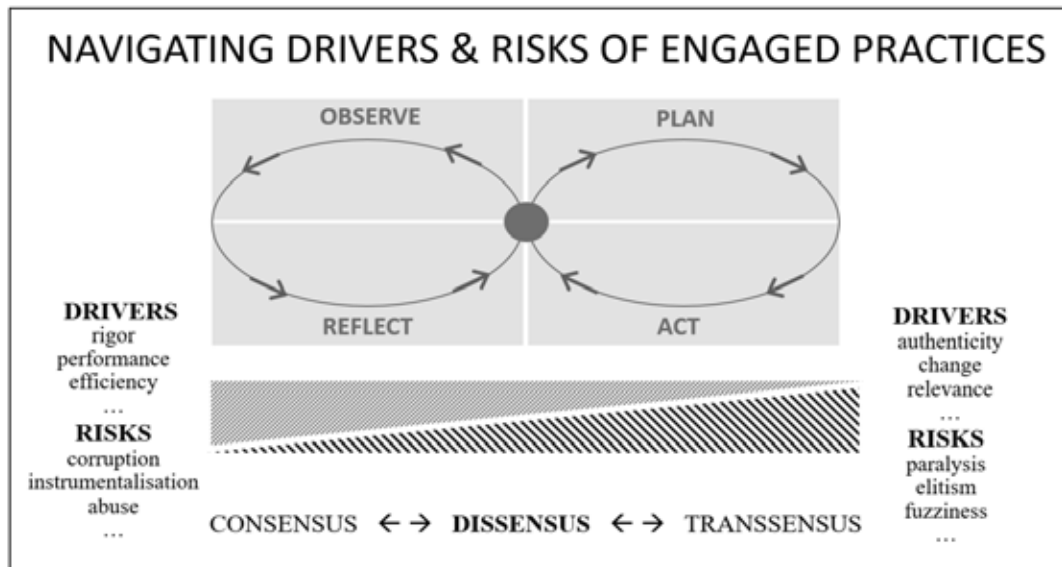 NAVIGATING DRIVERS & RISKS OF ENGAGED PRACTICES
OBSERVE
PLAN
REFLECT
ACT
DRIVERS
rigor
performance
efficiency
…
RISKS
corruption
instrumentalisation
abuse
…
DRIVERS
authenticity
change
relevance
…
RISKS
paralysis
elitism
fuzziness
…
CONSENSUS ←→ DISSENSUS ←→ TRANSSENSUS